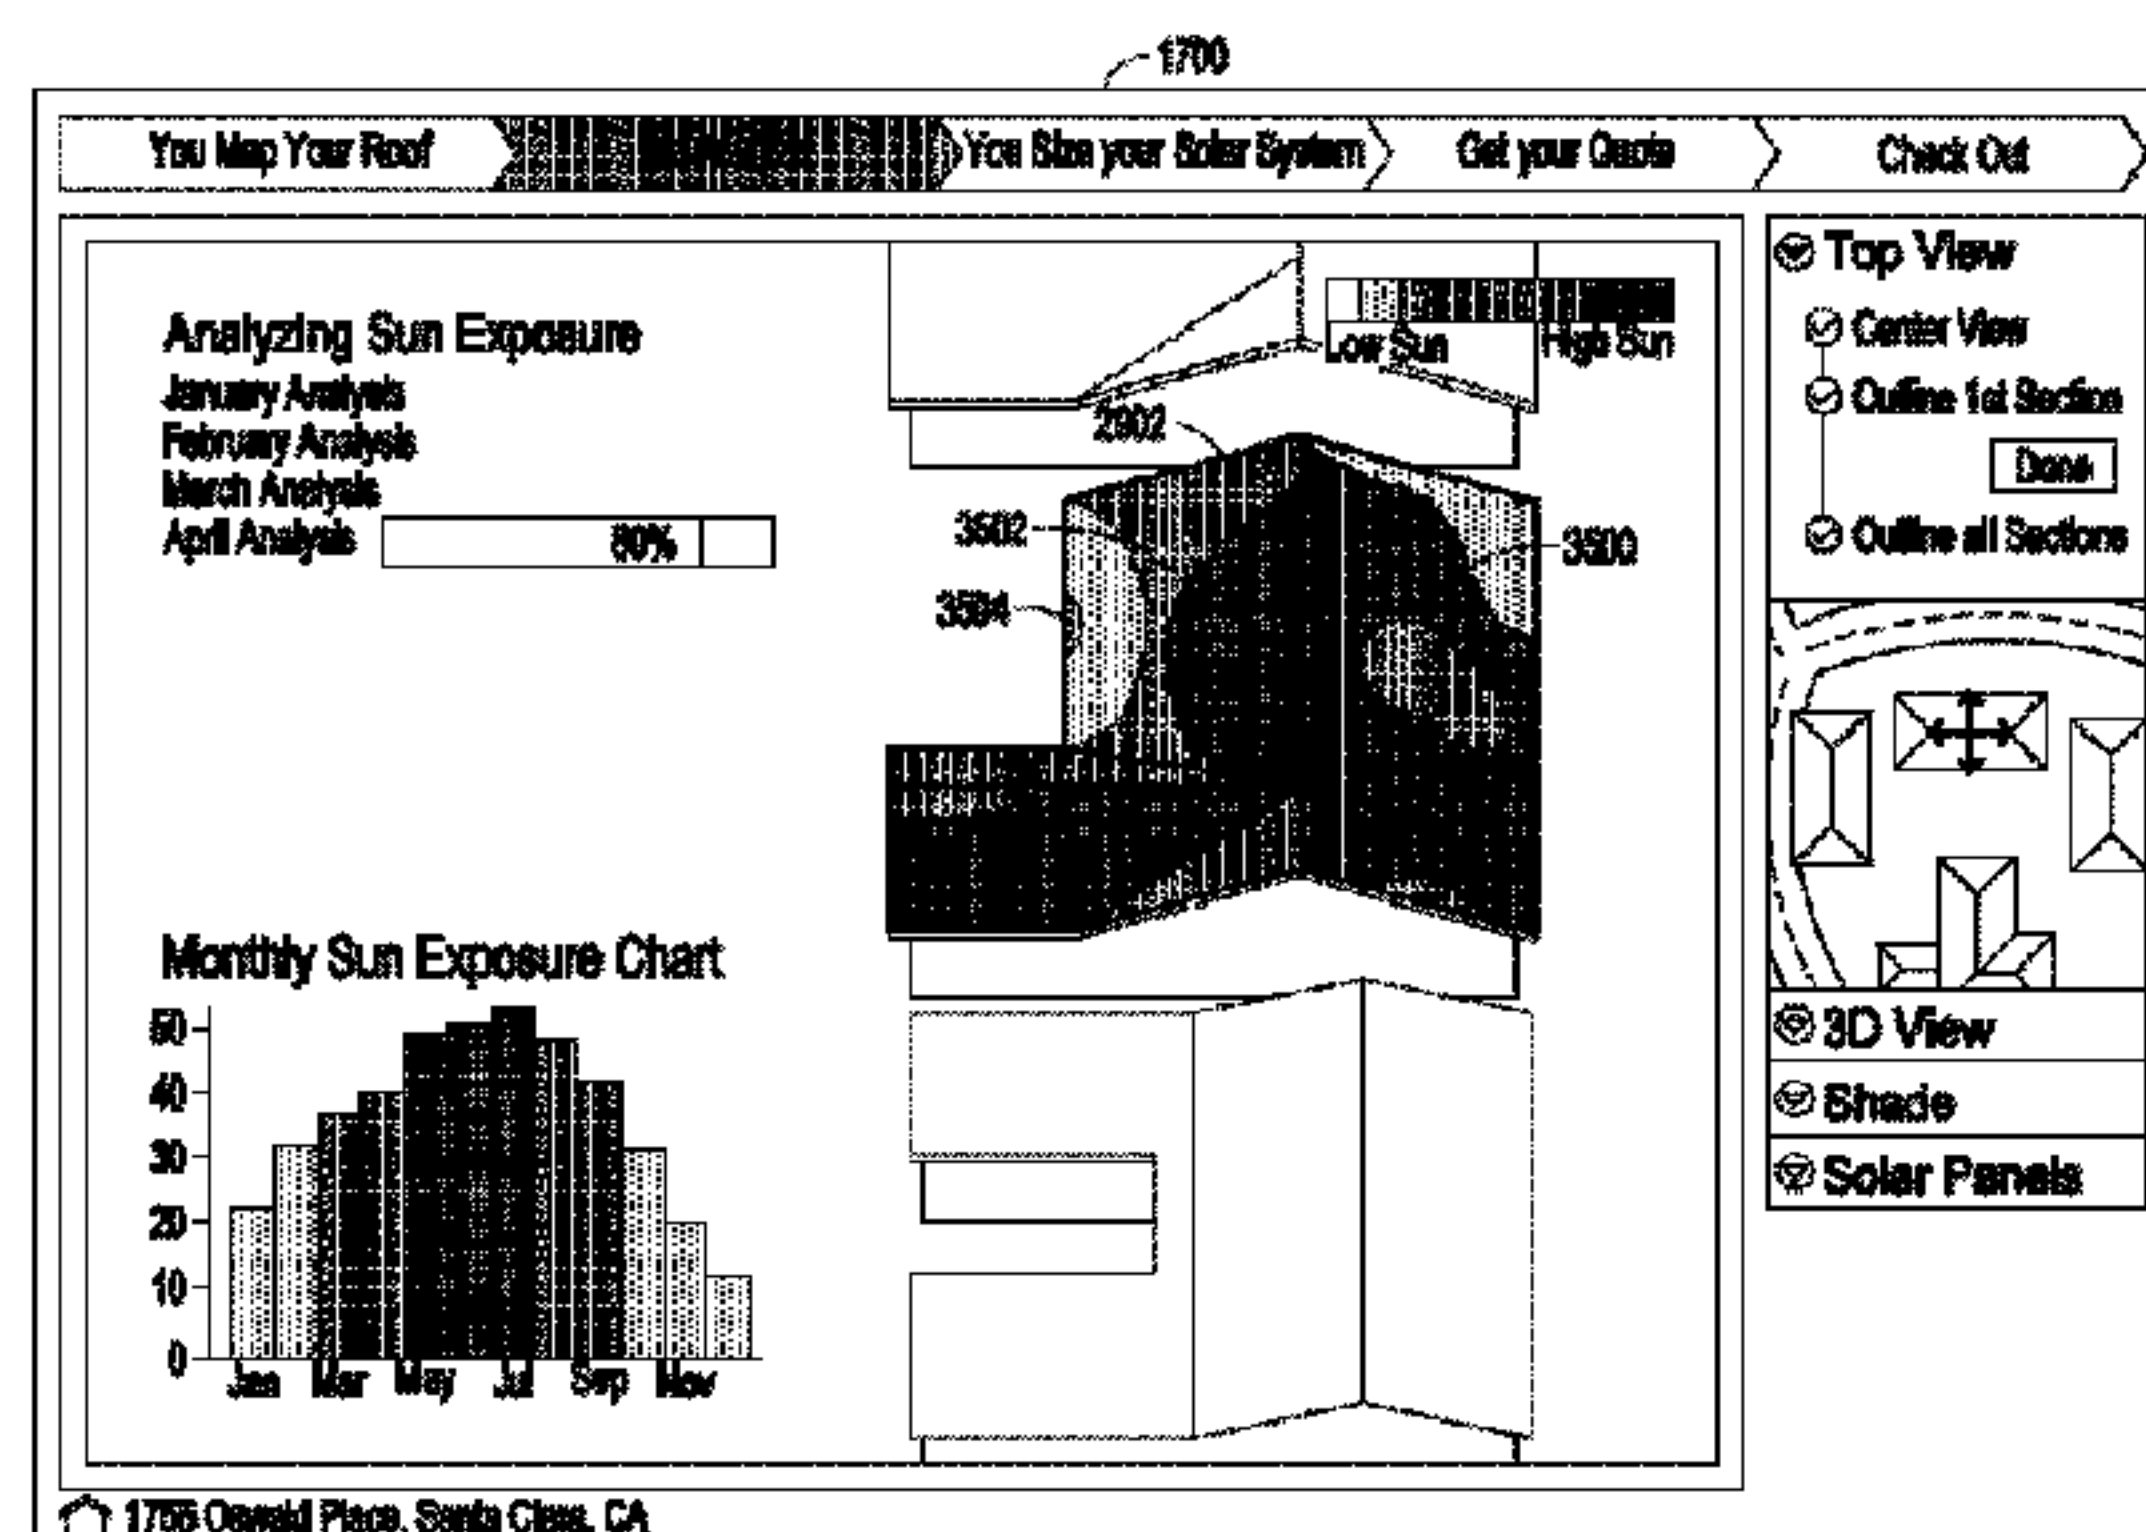 1700
You Map Your Roof
You Size your Solar System
Get your Quote
Check Out
Analyzing Sun Exposure
January Analysis
February Analysis
March Analysis
April Analysis 80%
Low Sun High Sun
2902
3502
3504
3500
Monthly Sun Exposure Chart
50
40
30
20
10
0
Jan Mar May Jul Sep Nov
Top View
Center View
Outline 1st Section
Done
Outline all Sections
3D View
Shade
Solar Panels
Place, Santa Clara, CA